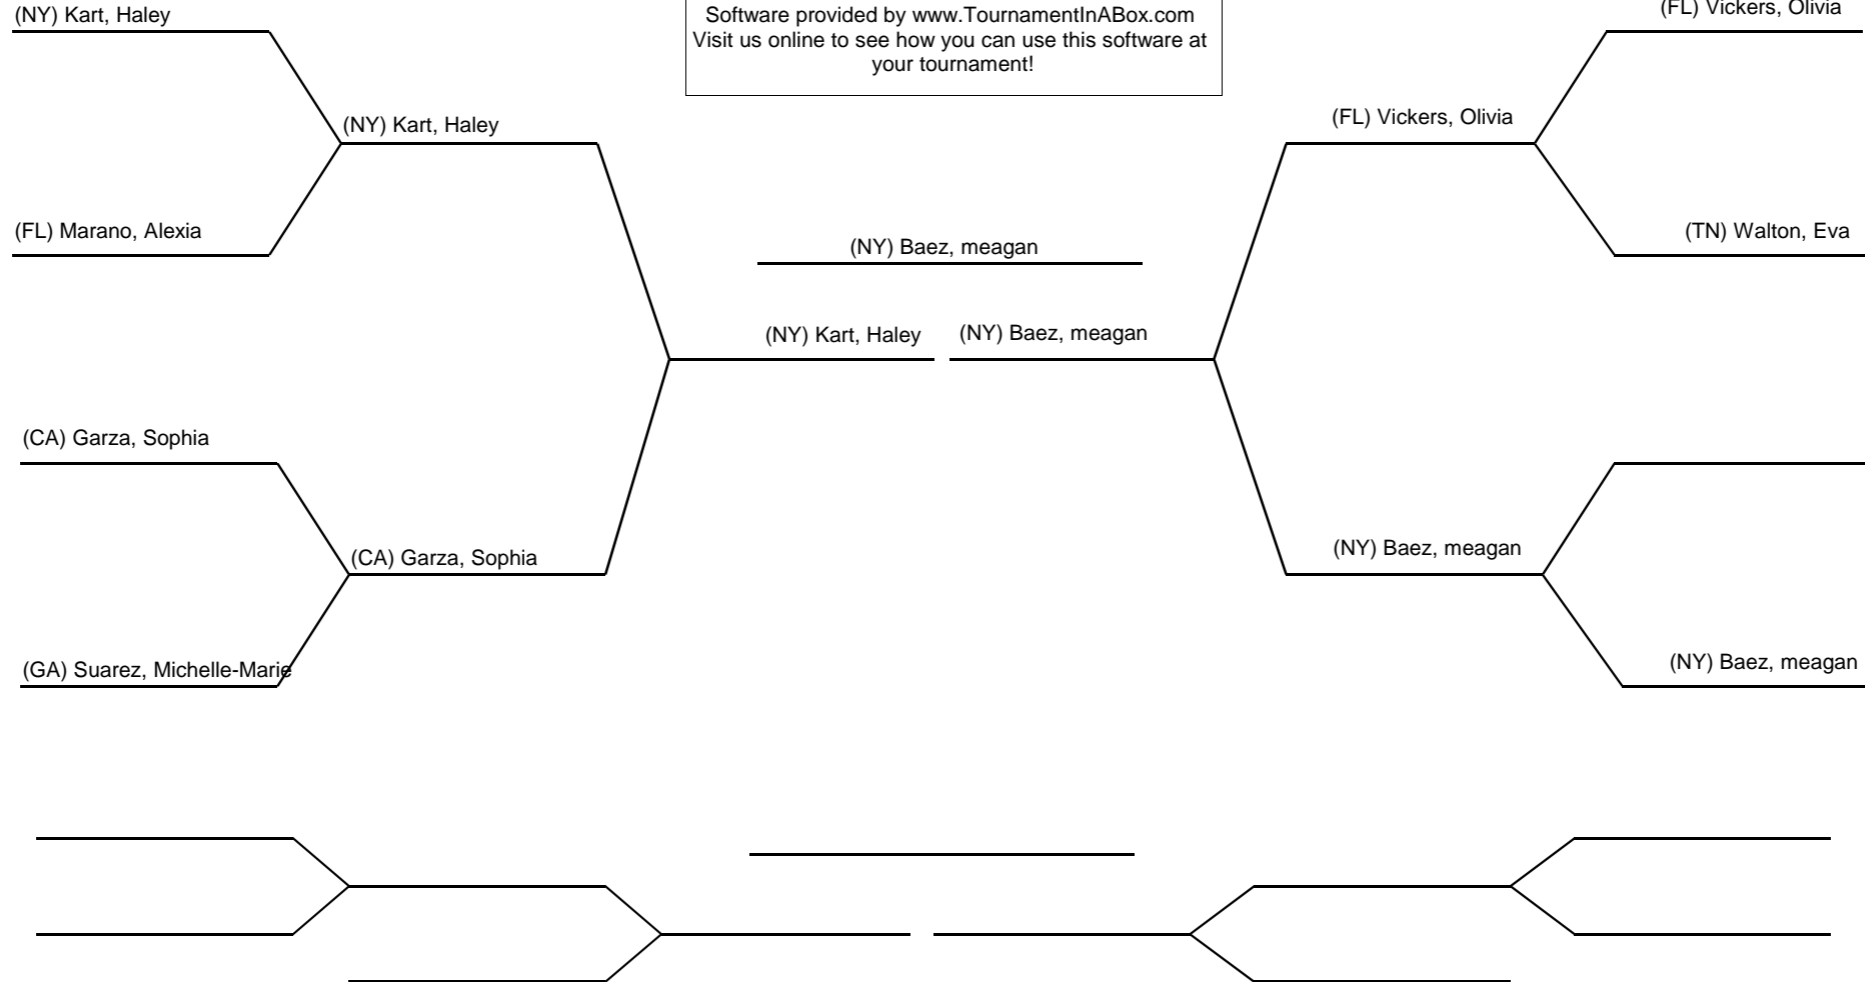 (NY) Kart, Haley
Software provided by www.TournamentInABox.com
Visit us online to see how you can use this software at
your tournament!
(FL) Vickers, Olivia
(NY) Kart, Haley
(FL) Vickers, Olivia
(FL) Marano, Alexia
(NY) Baez, meagan
(TN) Walton, Eva
(NY) Kart, Haley
(NY) Baez, meagan
(CA) Garza, Sophia
(CA) Garza, Sophia
(NY) Baez, meagan
(GA) Suarez, Michelle-Marie
(NY) Baez, meagan